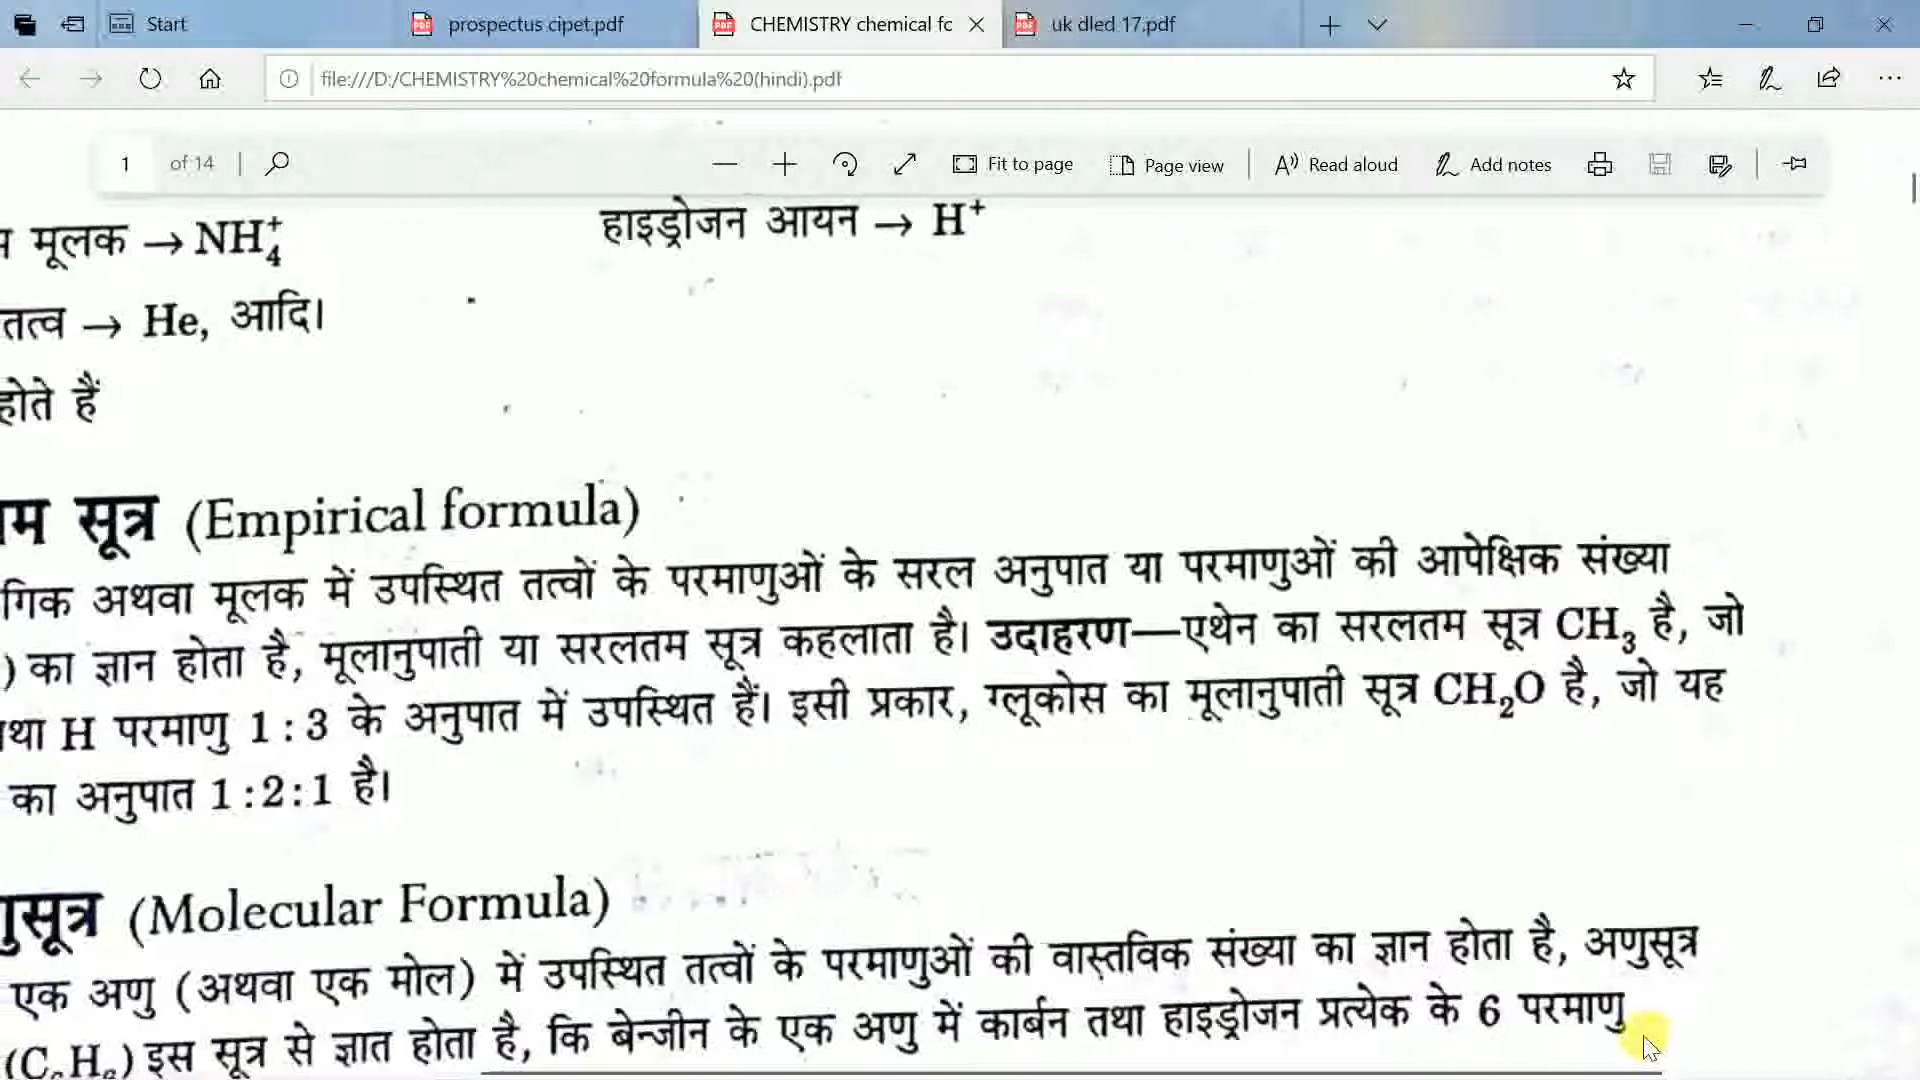 Start
prospectus cipet.pdf
CHEMISTRY chemical fc
uk dled 17.pdf
file:///D:/CHEMISTRY%20chemical%20formula%20(hindi).pdf
1 of 14
Fit to page
Page view
Read aloud
Add notes
मूलक → NH₄⁺
हाइड्रोजन आयन → H⁺
तत्व → He, आदि।
होते हैं
सूत्र (Empirical formula)
गिक अथवा मूलक में उपस्थित तत्वों के परमाणुओं के सरल अनुपात या परमाणुओं की आपेक्षिक संख्या
) का ज्ञान होता है, मूलानुपाती या सरलतम सूत्र कहलाता है। उदाहरण—एथेन का सरलतम सूत्र CH₃ है, जो
था H परमाणु 1 : 3 के अनुपात में उपस्थित हैं। इसी प्रकार, ग्लूकोस का मूलानुपाती सूत्र CH₂O है, जो यह
का अनुपात 1 : 2 : 1 है।
सूत्र (Molecular Formula)
एक अणु (अथवा एक मोल) में उपस्थित तत्वों के परमाणुओं की वास्तविक संख्या का ज्ञान होता है, अणुसूत्र
(C₆H₆) इस सूत्र से ज्ञात होता है, कि बेन्जीन के एक अणु में कार्बन तथा हाइड्रोजन प्रत्येक के 6 परमाणु